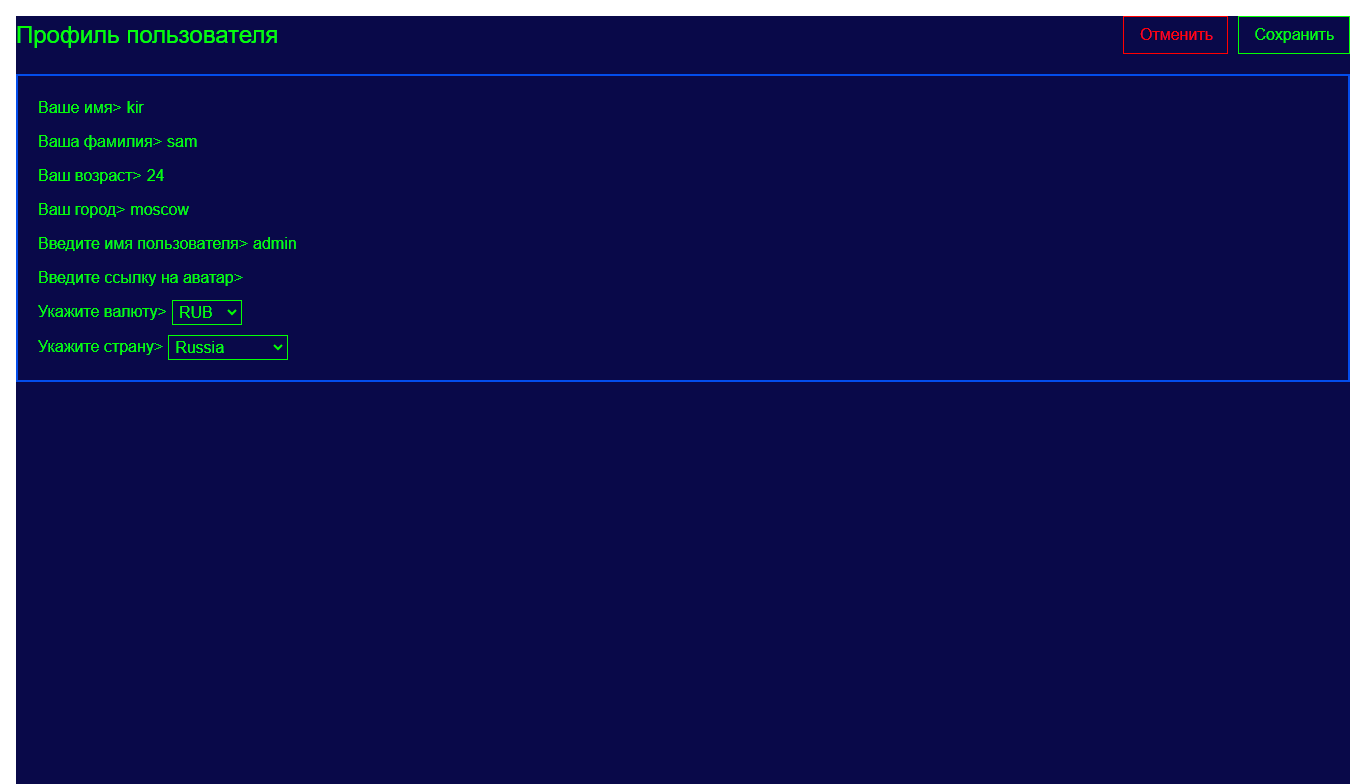 Профиль пользователя
Отменить
Сохранить
Ваше имя> kir
Ваша фамилия> sam
Ваш возраст> 24
Ваш город> moscow
Введите имя пользователя> admin
Введите ссылку на аватар>
Укажите валюту> RUB
Укажите страну> Russia